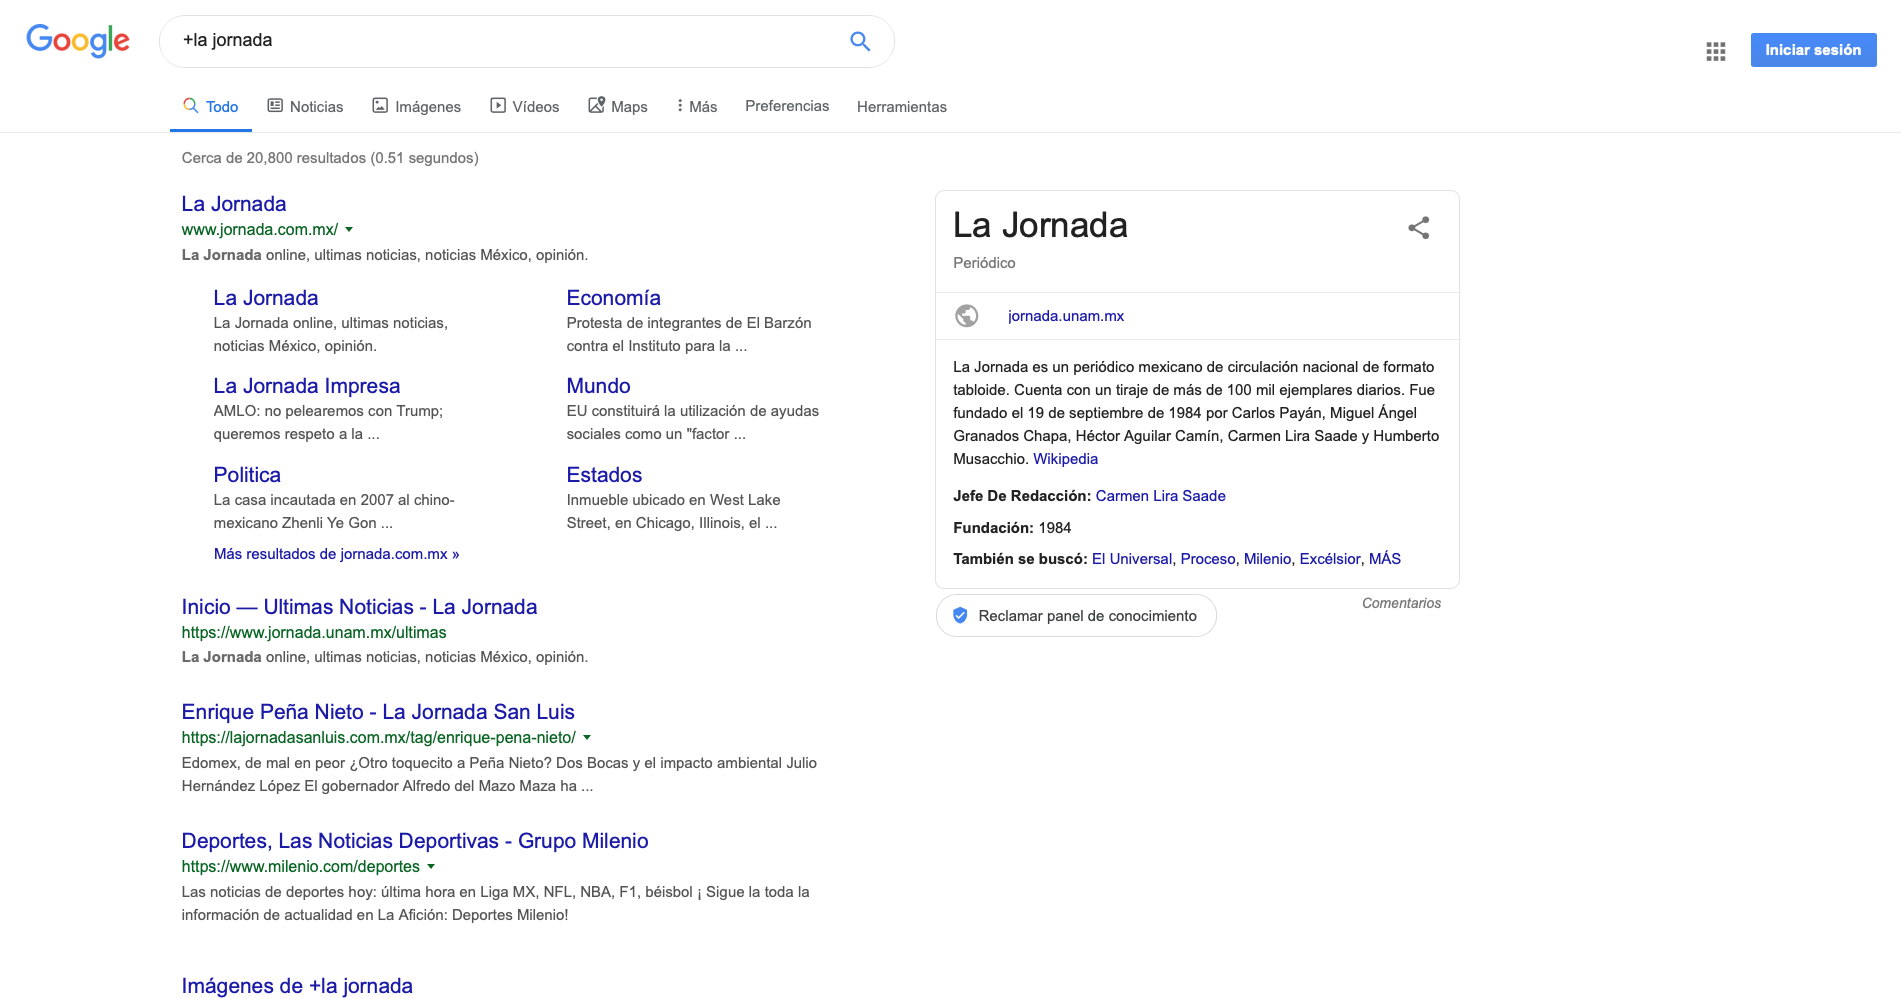 Google
+la jornada
Iniciar sesión
Todo
Noticias
Imágenes
Vídeos
Maps
Más
Preferencias
Herramientas
Cerca de 20,800 resultados (0.51 segundos)
La Jornada
www.jornada.com.mx/
La Jornada online, ultimas noticias, noticias México, opinión.
La Jornada
La Jornada online, ultimas noticias,
noticias México, opinión.
Economía
Protesta de integrantes de El Barzón
contra el Instituto para la ...
La Jornada Impresa
AMLO: no pelearemos con Trump;
queremos respeto a la ...
Mundo
EU constituirá la utilización de ayudas
sociales como un "factor ...
Politica
La casa incautada en 2007 al chino-
mexicano Zhenli Ye Gon ...
Estados
Inmueble ubicado en West Lake
Street, en Chicago, Illinois, el ...
Más resultados de jornada.com.mx »
Inicio — Ultimas Noticias - La Jornada
https://www.jornada.unam.mx/ultimas
La Jornada online, ultimas noticias, noticias México, opinión.
Enrique Peña Nieto - La Jornada San Luis
https://lajornadasanluis.com.mx/tag/enrique-pena-nieto/
Edomex, de mal en peor ¿Otro toquecito a Peña Nieto? Dos Bocas y el impacto ambiental Julio
Hernández López El gobernador Alfredo del Mazo Maza ha ...
Deportes, Las Noticias Deportivas - Grupo Milenio
https://www.milenio.com/deportes
Las noticias de deportes hoy: última hora en Liga MX, NFL, NBA, F1, béisbol ¡ Sigue la toda la
información de actualidad en La Afición: Deportes Milenio!
Imágenes de +la jornada
La Jornada
Periódico
jornada.unam.mx
La Jornada es un periódico mexicano de circulación nacional de formato
tabloide. Cuenta con un tiraje de más de 100 mil ejemplares diarios. Fue
fundado el 19 de septiembre de 1984 por Carlos Payán, Miguel Ángel
Granados Chapa, Héctor Aguilar Camín, Carmen Lira Saade y Humberto
Musacchio. Wikipedia
Jefe De Redacción: Carmen Lira Saade
Fundación: 1984
También se buscó: El Universal, Proceso, Milenio, Excélsior, MÁS
Reclamar panel de conocimiento
Comentarios